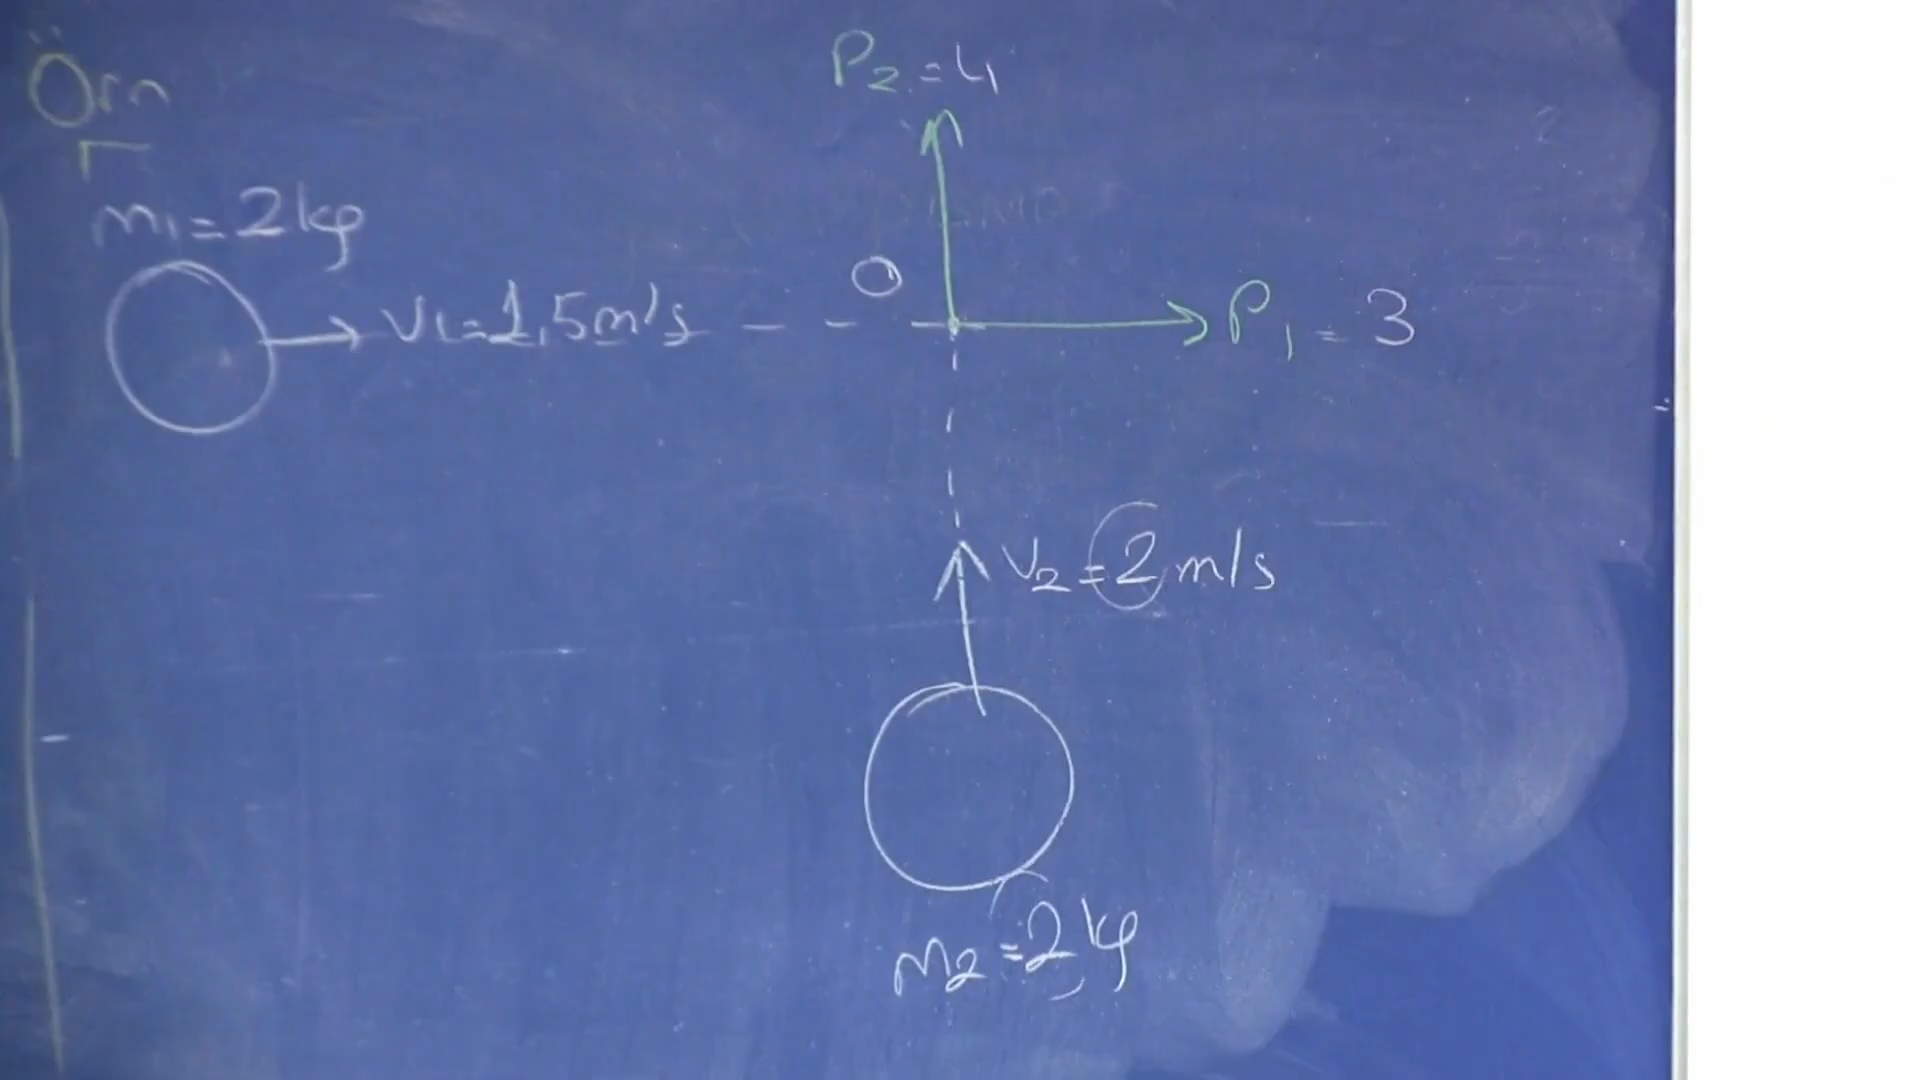 Örn
P₂ = 4
m₁ = 2kg
O
V₁ = 1,5m/s
P₁ = 3
V₂ = 2 m/s
m₂ = 2kg